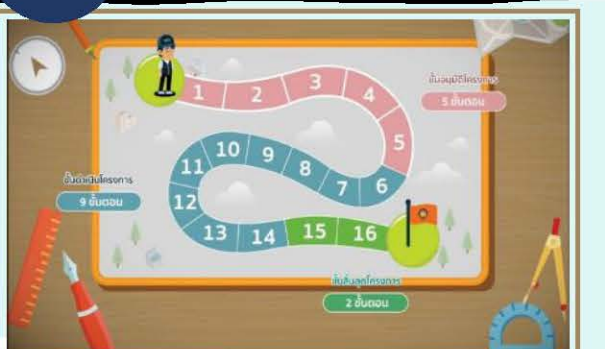 1
2
3
4
5
6
7
8
9
10
11
12
13
14
15
16
ขั้นอนุมัติโครงการ
5 ขั้นตอน
ขั้นดำเนินโครงการ
9 ขั้นตอน
ขั้นสิ้นสุดโครงการ
2 ขั้นตอน